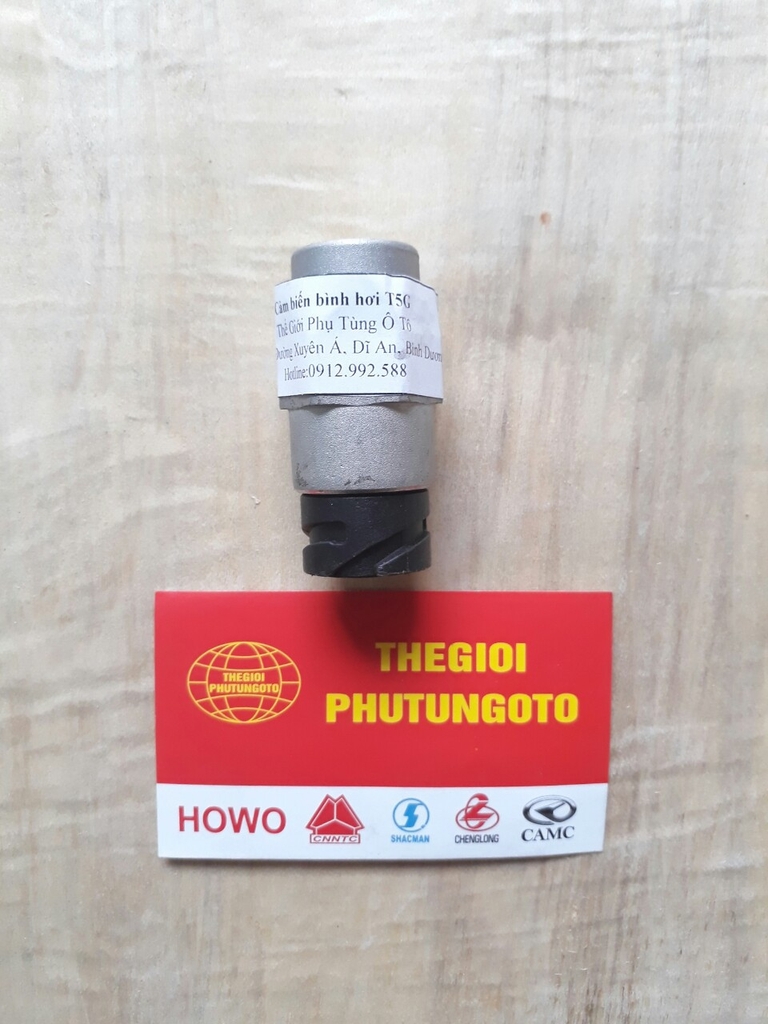 Cảm biến bình hơi T5G
Thế Giới Phụ Tùng Ô Tô
Đường Xuyên Á, Dĩ An, Bình Dương
Hotline:0912.992.588
THEGIOI
PHUTUNGOTO
THEGIOI
PHUTUNGOTO
HOWO
CNNTC
SHACMAN
CHENGLONG
CAMC